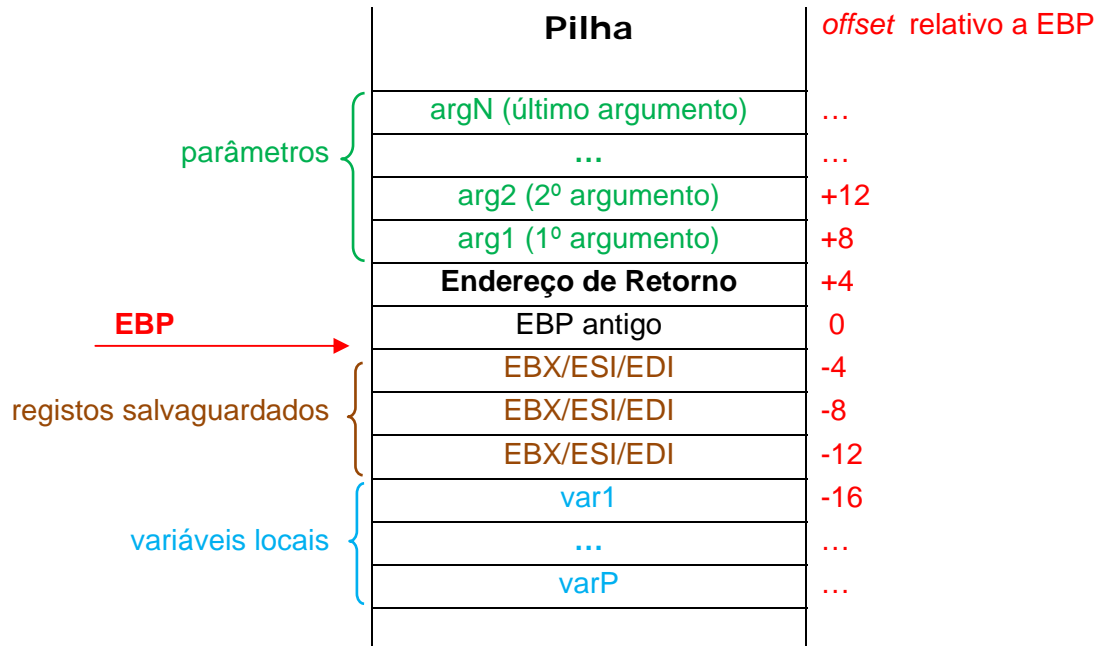 Pilha offset relativo a EBP
argN (último argumento) …
parâmetros … …
arg2 (2º argumento) +12
arg1 (1º argumento) +8
Endereço de Retorno +4
EBP EBP antigo 0
EBX/ESI/EDI -4
registos salvaguardados EBX/ESI/EDI -8
EBX/ESI/EDI -12
var1 -16
variáveis locais … …
varP …